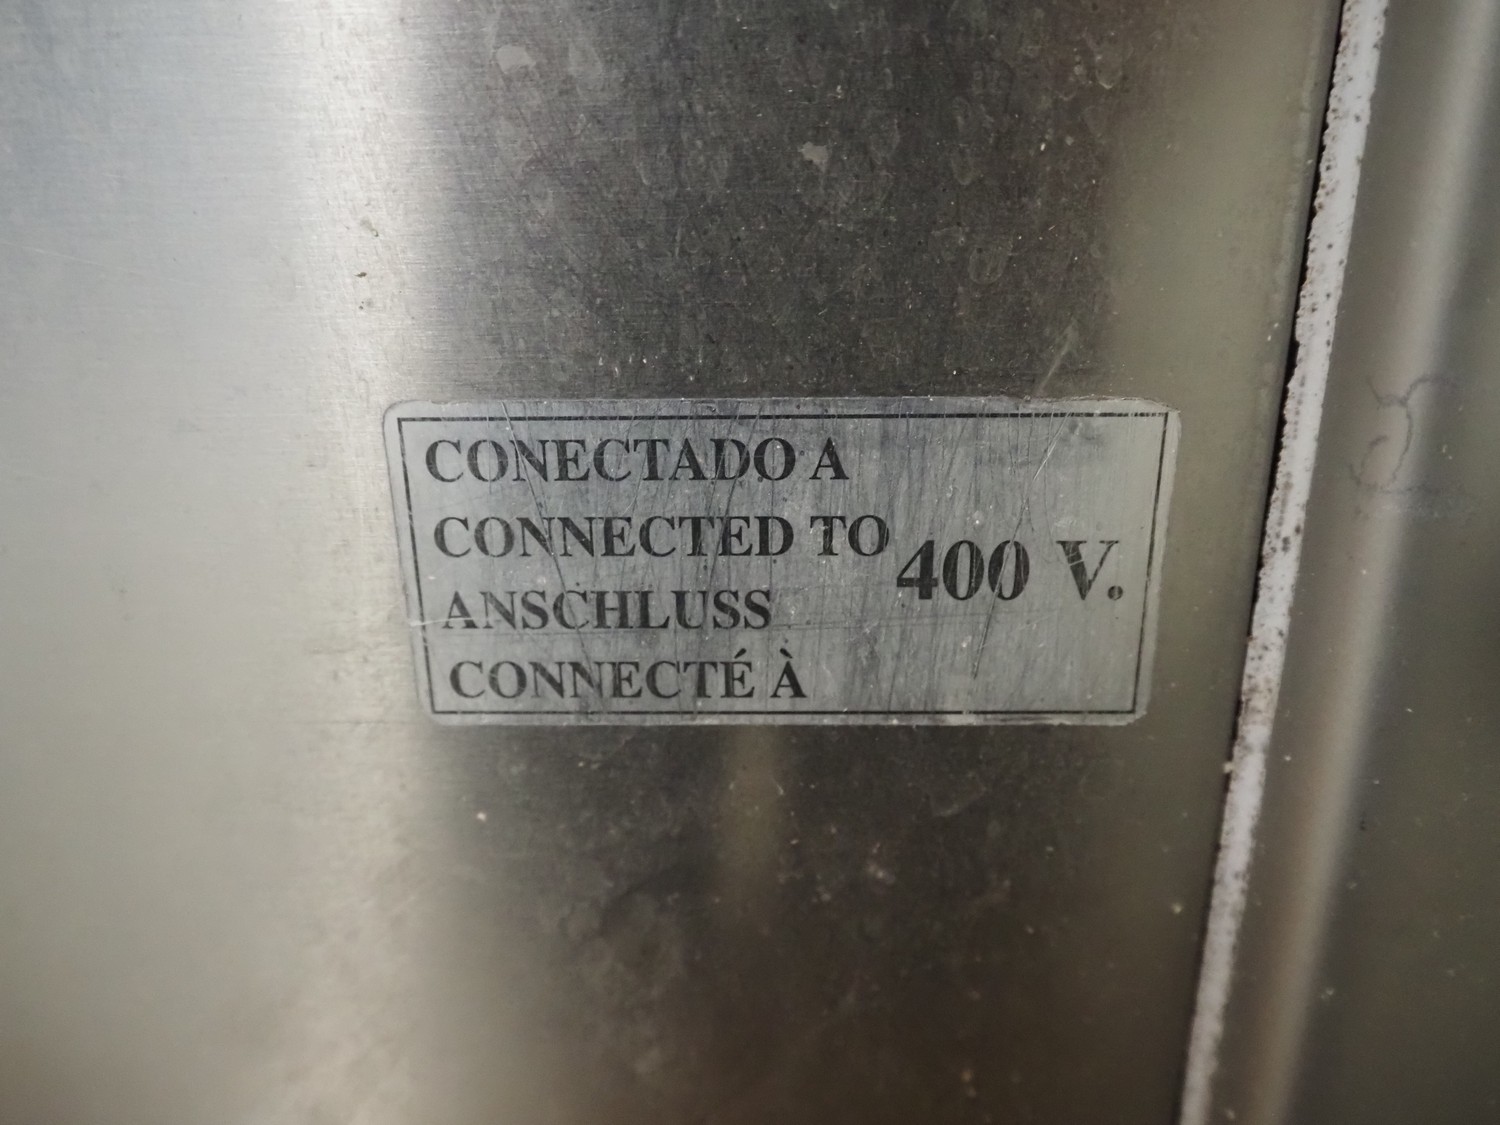 CONECTADO A
CONNECTED TO
400 V.
ANSCHLUSS
CONNECTÉ À